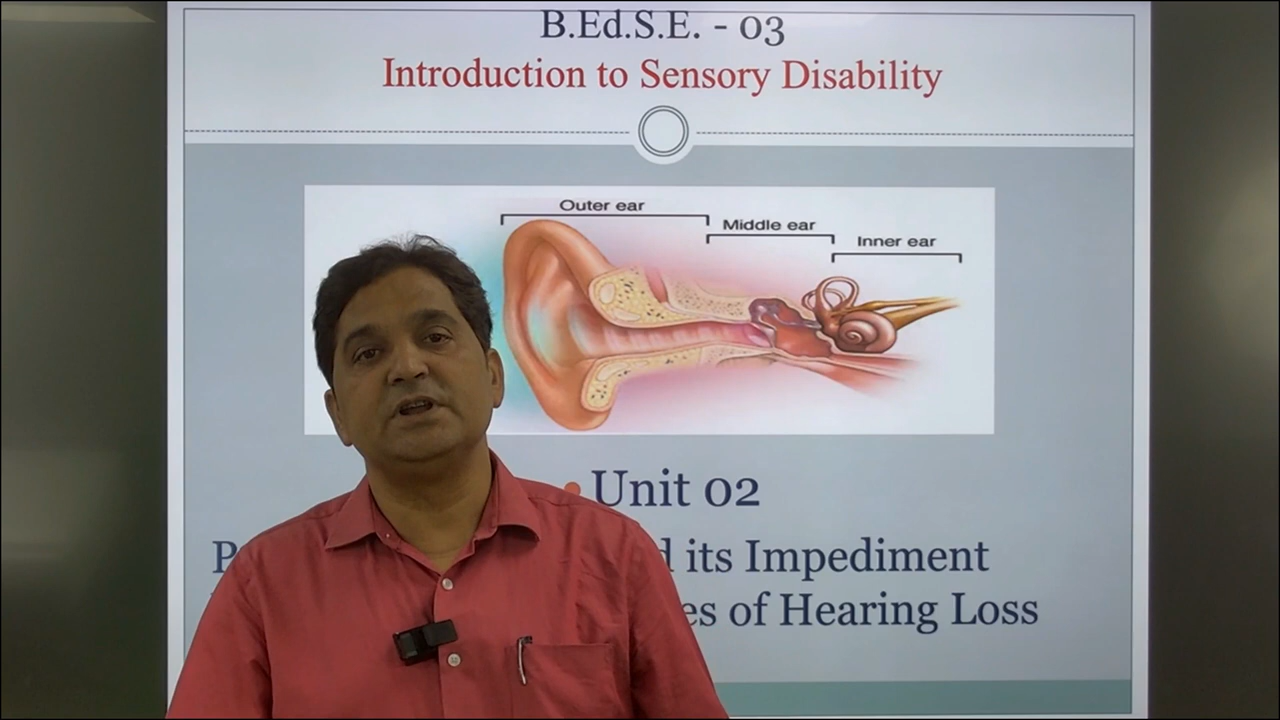 B.Ed.S.E. - 03
Introduction to Sensory Disability
Outer ear
Middle ear
Inner ear
Unit 02
its Impediment
of Hearing Loss